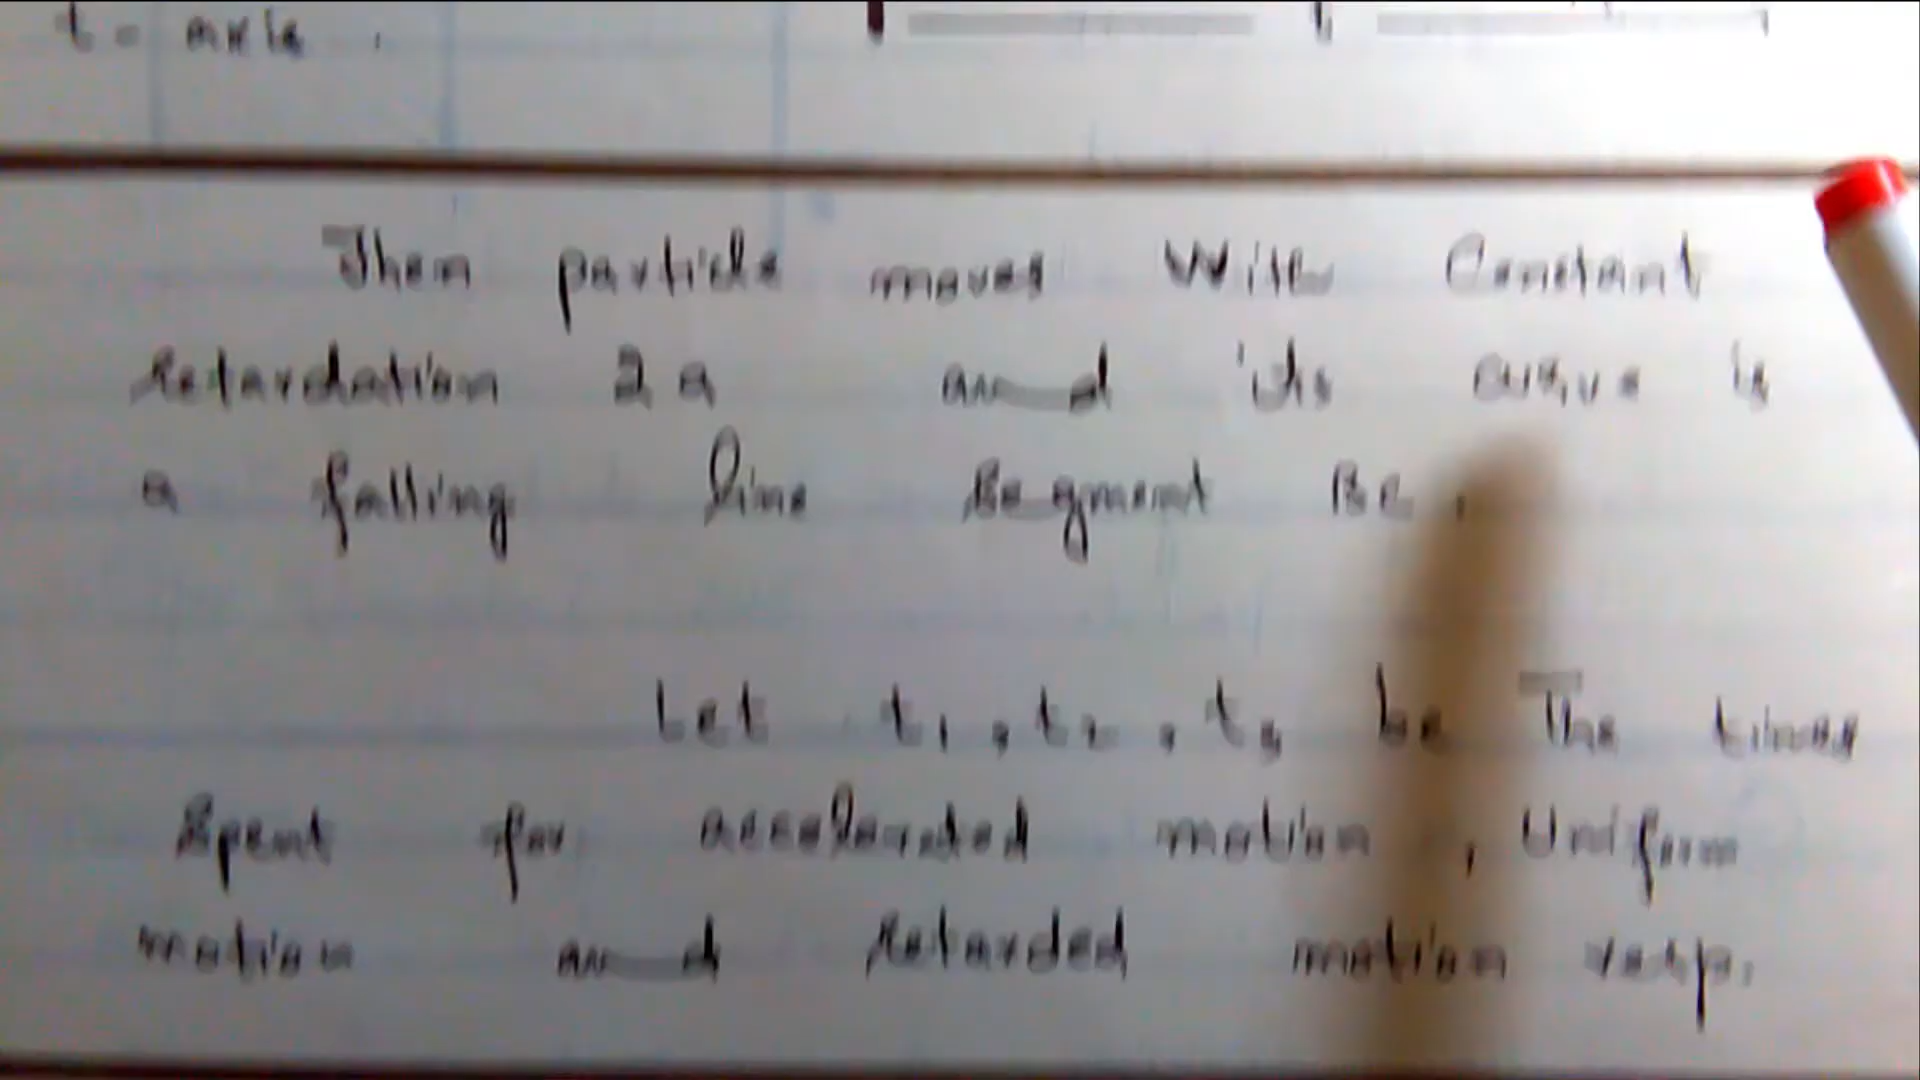 t - axis .
Then particle moves With Constant
retardation 2a and its curve is
a falling line segment BC .
Let t1 , t2 , t3 be The times
spent for accelerated motion , Uniform
motion and retarded motion resp.